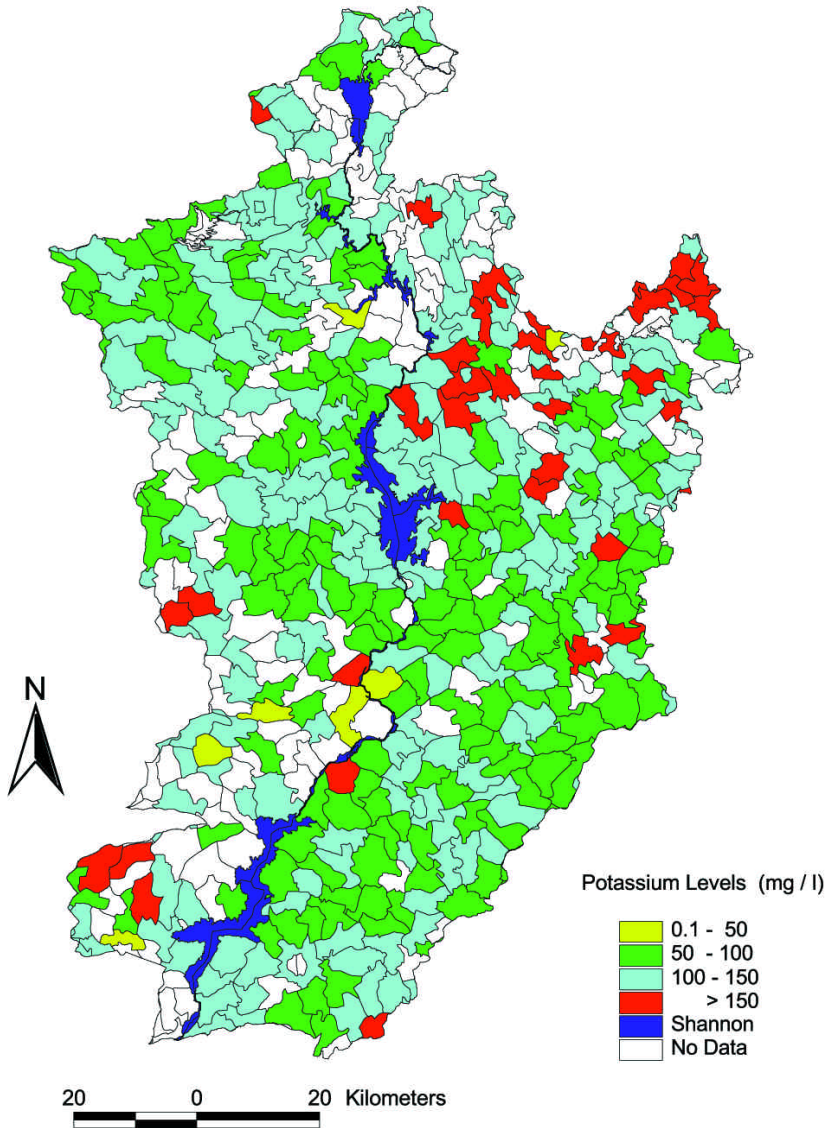 N
Potassium Levels (mg / l)
0.1 - 50
50 - 100
100 - 150
> 150
Shannon
No Data
20 0 20 Kilometers